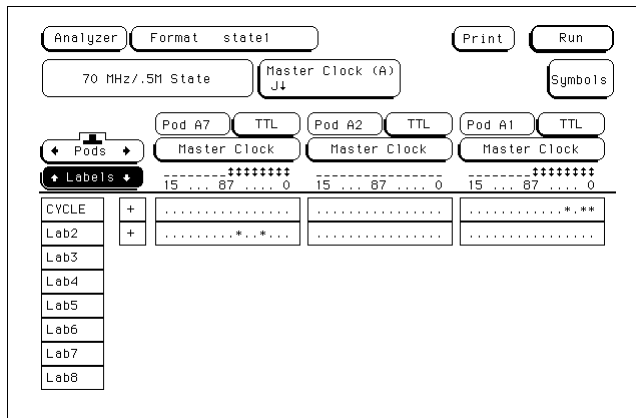 Analyzer Format state1 Print Run
70 MHz/.5M State Master Clock (A) Symbols
J↓
Pod A7 TTL Pod A2 TTL Pod A1 TTL
← Pods → Master Clock Master Clock Master Clock
--------↕↕↕↕↕↕↕↕ ---------------- --------↕↕↕↕↕↕↕↕
↑ Labels ↓ 15 ... 87 .... 0 15 ... 87 .... 0 15 ... 87 .... 0
CYCLE + ................ ................ ............*.**
Lab2 + .........*..*... ................ ................
Lab3
Lab4
Lab5
Lab6
Lab7
Lab8